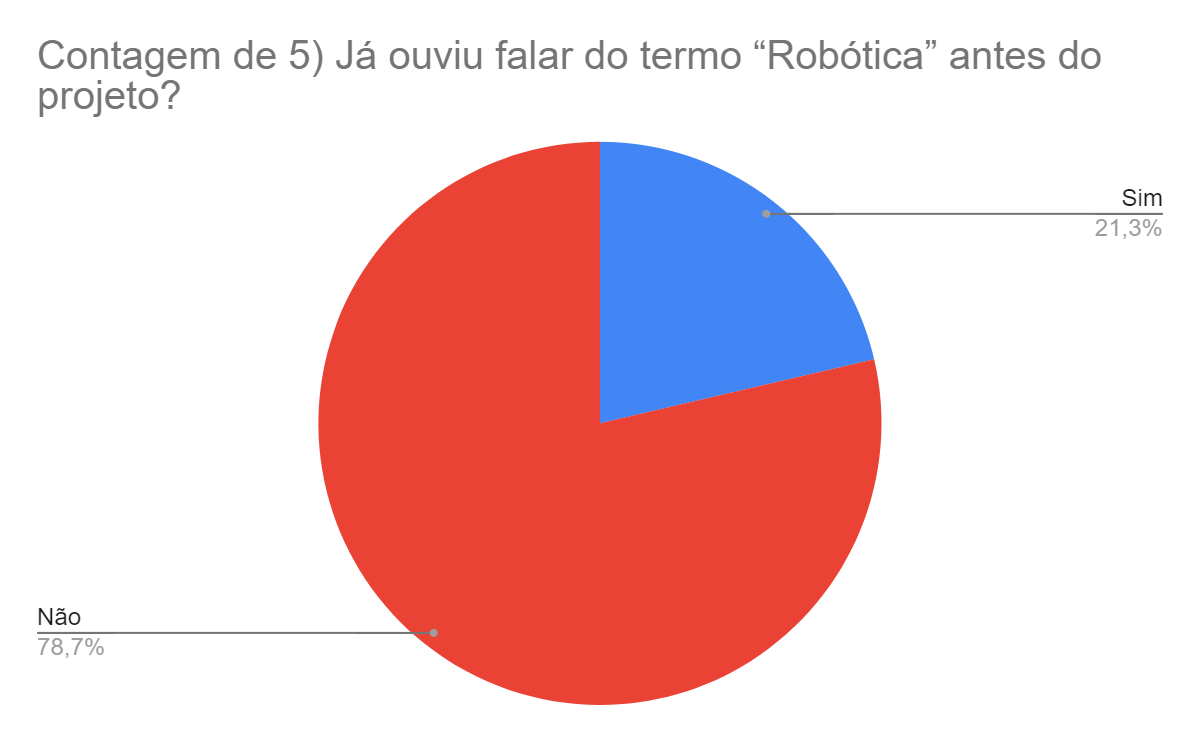 Contagem de 5) Já ouviu falar do termo “Robótica” antes do
projeto?
Sim
21,3%
Não
78,7%